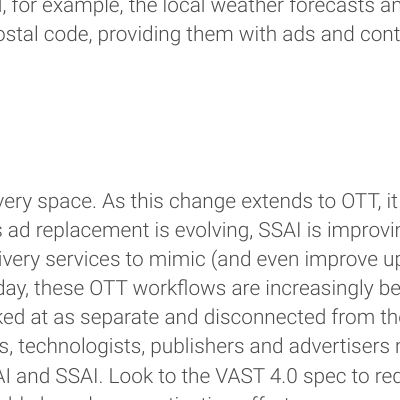 , for example, the local weather forecasts an
ostal code, providing them with ads and cont
very space. As this change extends to OTT, it
s ad replacement is evolving, SSAI is improvin
ivery services to mimic (and even improve up
day, these OTT workflows are increasingly be
ked at as separate and disconnected from the
s, technologists, publishers and advertisers
AI and SSAI. Look to the VAST 4.0 spec to rec